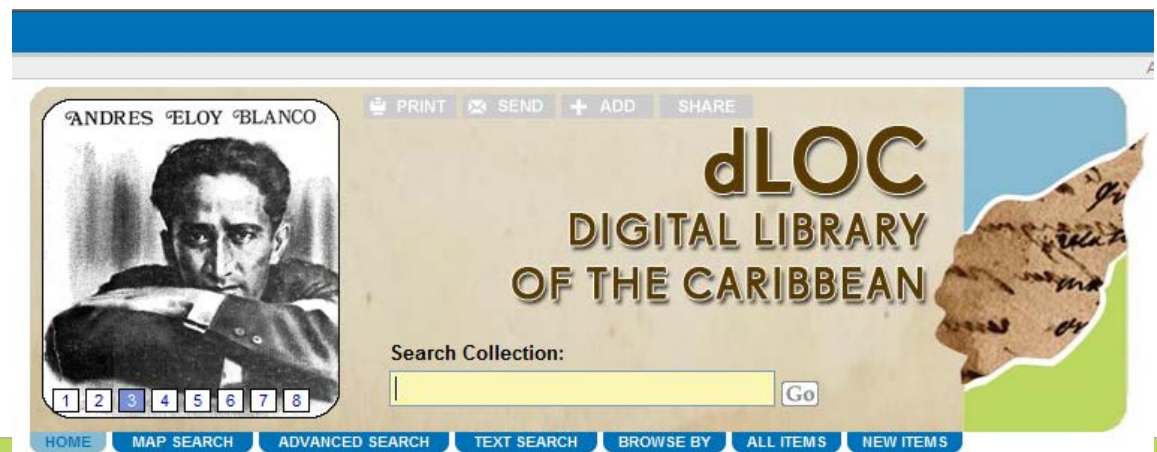 A
ANDRES ELOY BLANCO
PRINT SEND + ADD SHARE
dLOC
DIGITAL LIBRARY
OF THE CARIBBEAN
Search Collection:
Go
1 2 3 4 5 6 7 8
HOME MAP SEARCH ADVANCED SEARCH TEXT SEARCH BROWSE BY ALL ITEMS NEW ITEMS